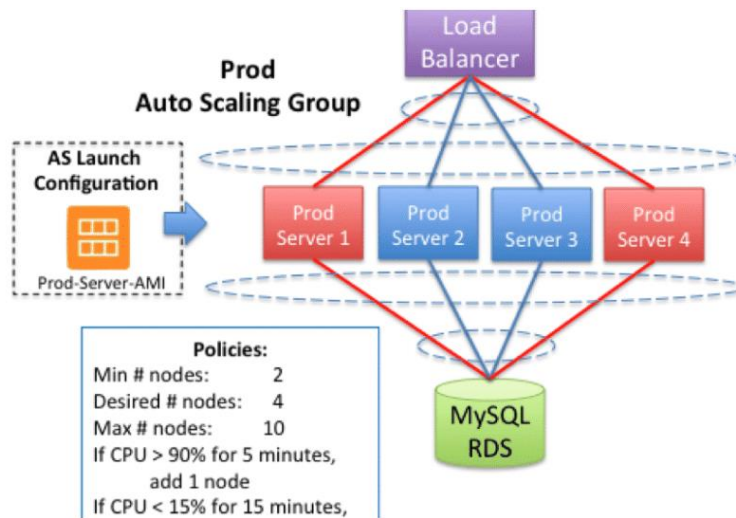 Load
Balancer
Prod
Auto Scaling Group
AS Launch
Configuration
Prod-Server-AMI
Prod
Server 1
Prod
Server 2
Prod
Server 3
Prod
Server 4
Policies:
Min # nodes: 2
Desired # nodes: 4
Max # nodes: 10
If CPU > 90% for 5 minutes,
add 1 node
If CPU < 15% for 15 minutes,
MySQL
RDS